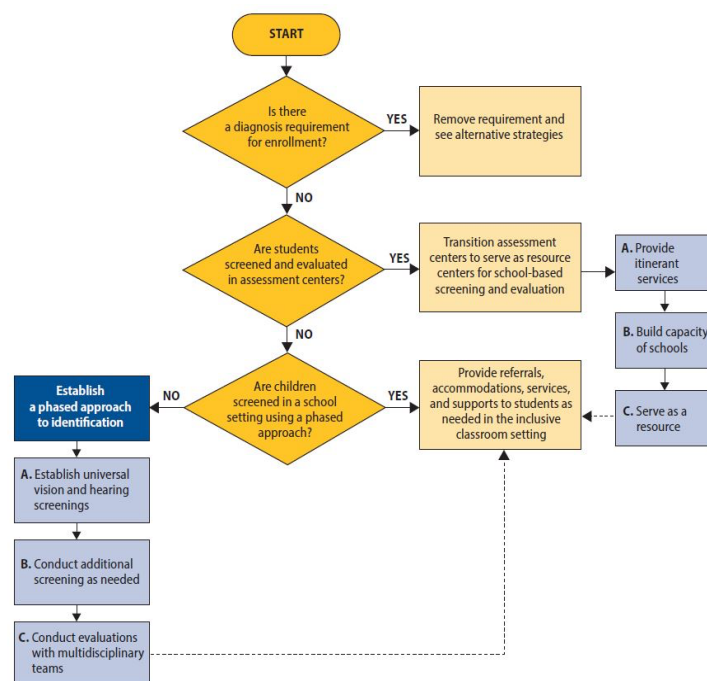 START
Is there
a diagnosis requirement
for enrollment?
YES
Remove requirement and
see alternative strategies
NO
Are students
screened and evaluated
in assessment centers?
YES
Transition assessment
centers to serve as resource
centers for school-based
screening and evaluation
A. Provide
itinerant
services
B. Build capacity
of schools
C. Serve as a
resource
NO
Are children
screened in a school
setting using a phased
approach?
YES
Provide referrals,
accommodations, services,
and supports to students as
needed in the inclusive
classroom setting
NO
Establish
a phased approach
to identification
A. Establish universal
vision and hearing
screenings
B. Conduct additional
screening as needed
C. Conduct evaluations
with multidisciplinary
teams